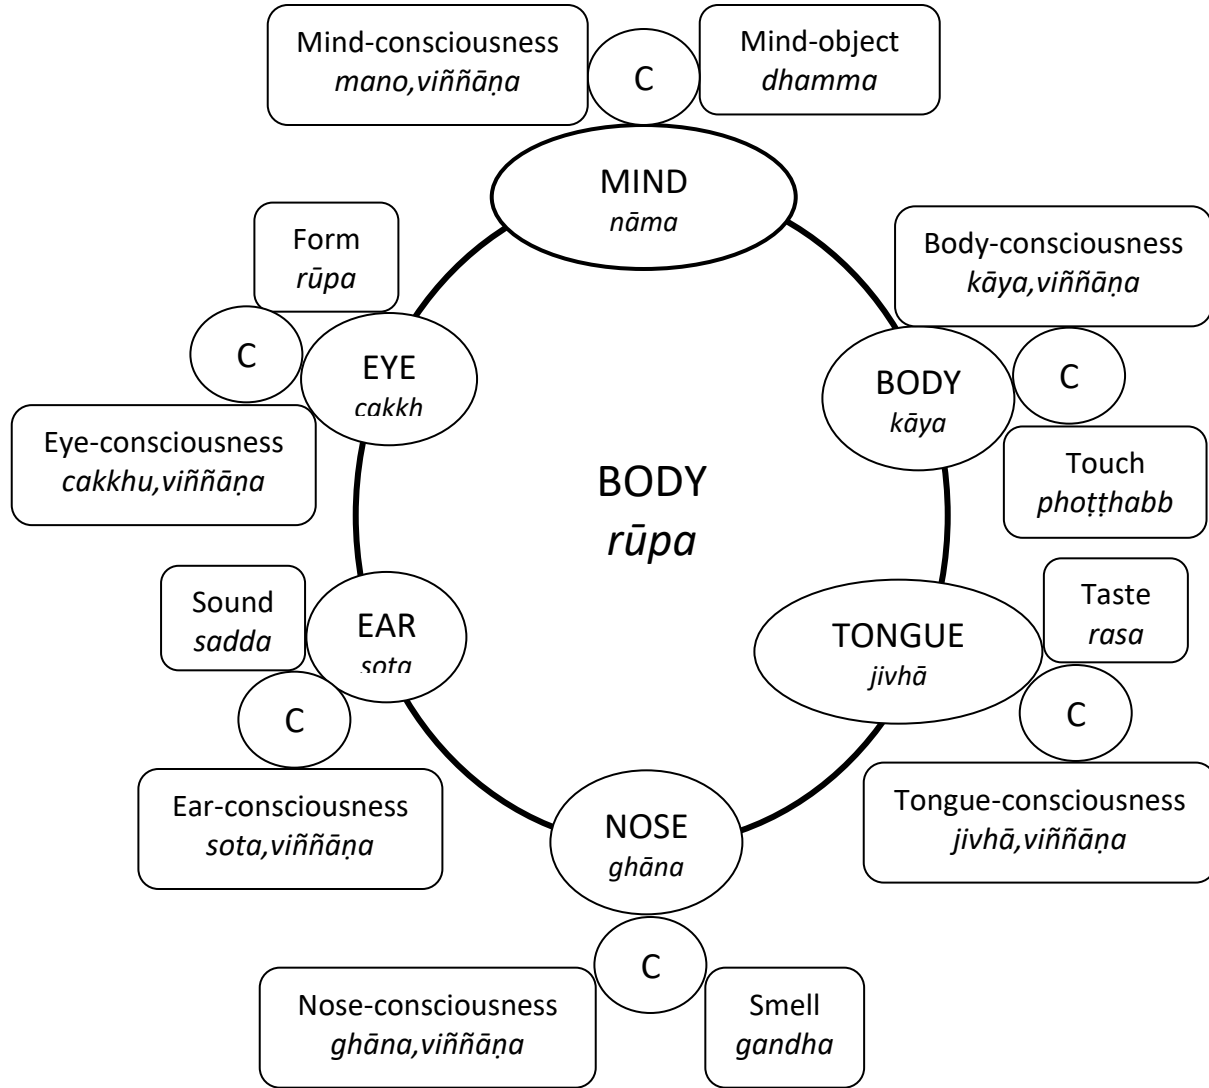 Mind-consciousness
mano,viññāṇa
C
Mind-object
dhamma
MIND
nāma
Form
rūpa
C
EYE
cakkh
Eye-consciousness
cakkhu,viññāṇa
Body-consciousness
kāya,viññāṇa
BODY
kāya
C
Touch
phoṭṭhabb
BODY
rūpa
Sound
sadda
EAR
sota
C
Ear-consciousness
sota,viññāṇa
Taste
rasa
TONGUE
jivhā
C
Tongue-consciousness
jivhā,viññāṇa
NOSE
ghāna
C
Nose-consciousness
ghāna,viññāṇa
Smell
gandha